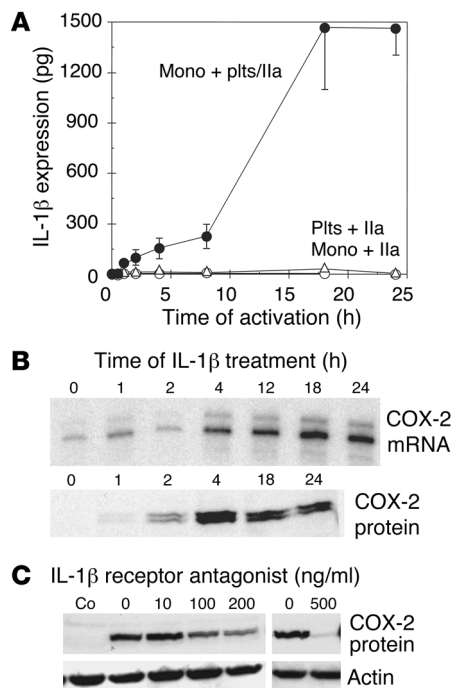 A
1500
1200
900
600
300
0
IL-1β expression (pg)
Mono + plts/IIa
Plts + IIa
Mono + IIa
0 5 10 15 20 25
Time of activation (h)
B
Time of IL-1β treatment (h)
0 1 2 4 12 18 24
COX-2
mRNA
0 1 2 4 18 24
COX-2
protein
C IL-1β receptor antagonist (ng/ml)
Co 0 10 100 200 0 500
COX-2
protein
Actin